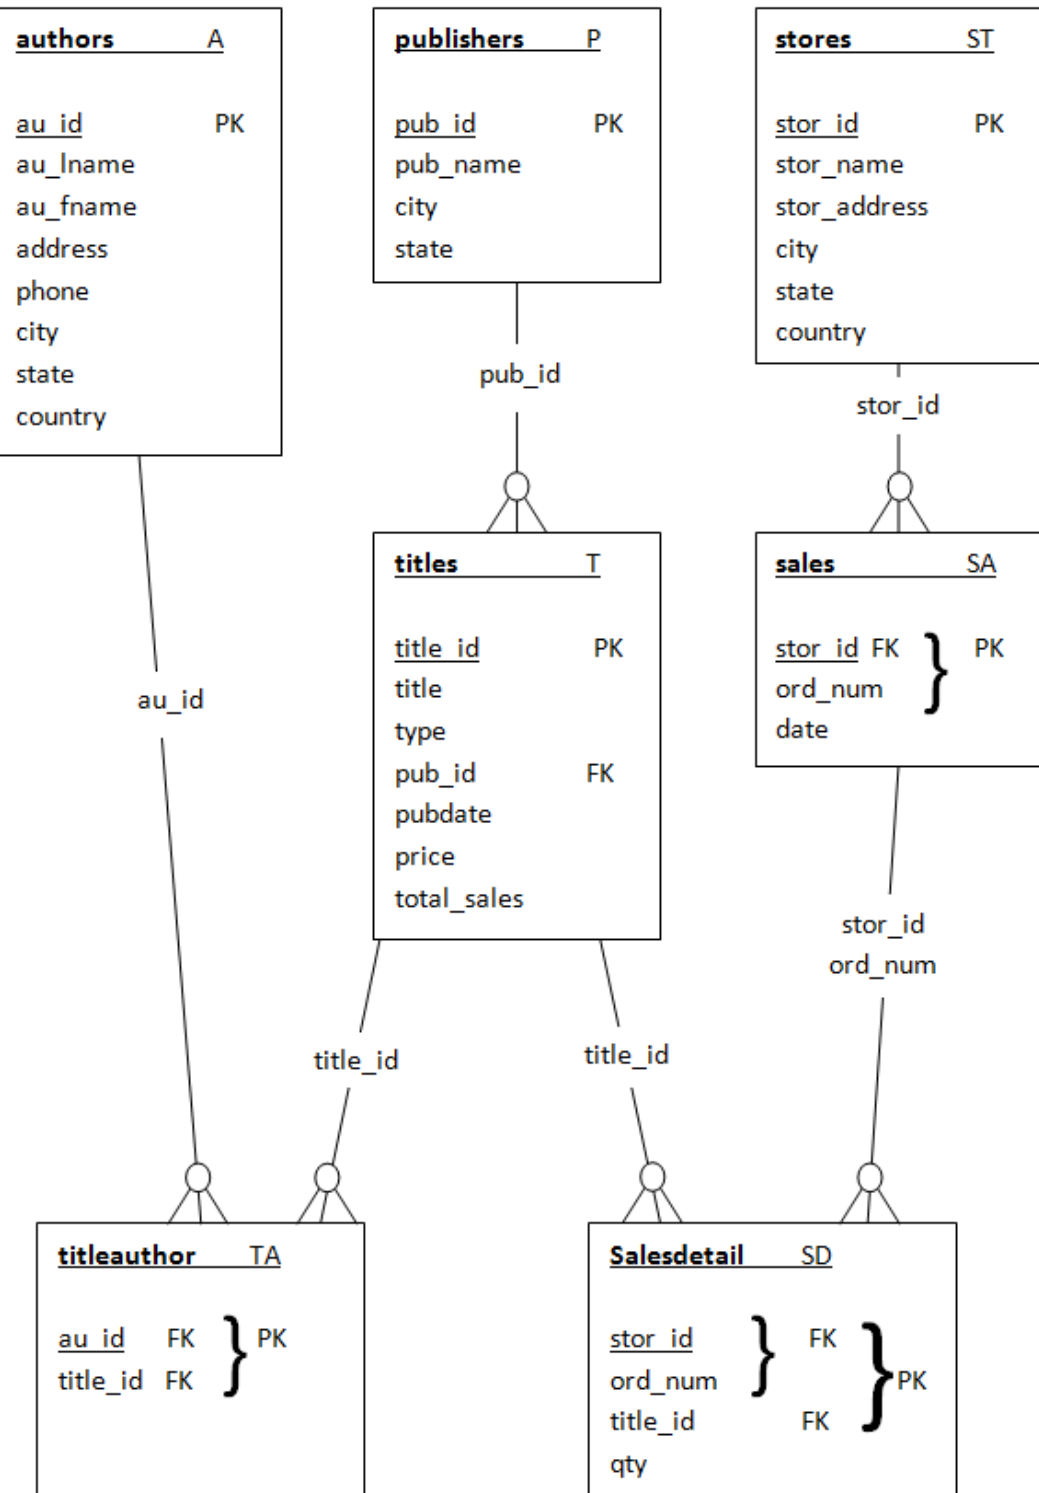 authors A
au_id PK
au_lname
au_fname
address
phone
city
state
country
publishers P
pub_id PK
pub_name
city
state
stores ST
stor_id PK
stor_name
stor_address
city
state
country
pub_id
stor_id
titles T
title_id PK
title
type
pub_id FK
pubdate
price
total_sales
sales SA
stor_id FK } PK
ord_num
date
au_id
stor_id
ord_num
title_id
title_id
titleauthor TA
au_id FK } PK
title_id FK
Salesdetail SD
stor_id } FK } PK
ord_num
title_id FK
qty